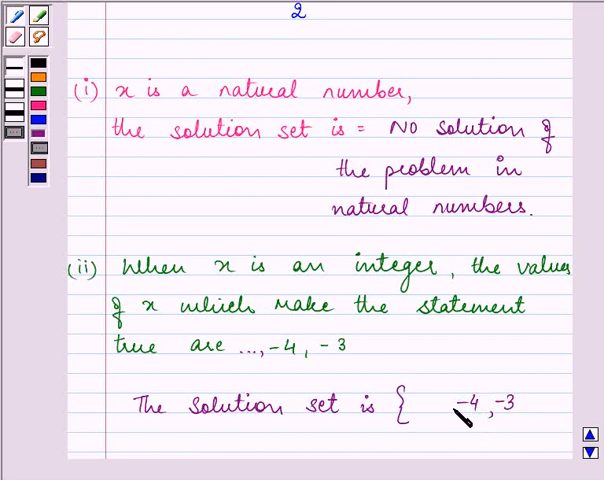 2
(i) x is a natural number,
the solution set is = No solution of
the problem in
natural numbers.
(ii) When x is an integer, the values
of x which make the statement
true are ..., -4, -3
The solution set is { -4, -3